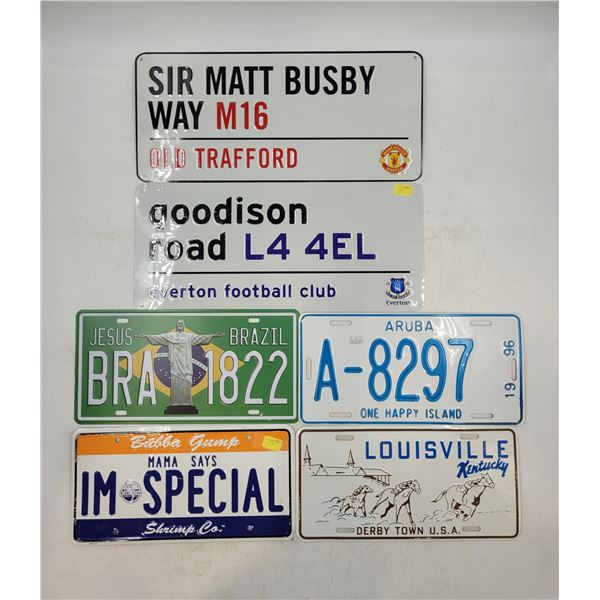 SIR MATT BUSBY
WAY M16
OLD TRAFFORD
goodison
road L4 4EL
everton football club
Everton
JESUS BRAZIL
BRA 1822
ARUBA
A-8297
19 96
ONE HAPPY ISLAND
Bubba Gump
MAMA SAYS
IM SPECIAL
Shrimp Co.
LOUISVILLE
Kentucky
DERBY TOWN U.S.A.